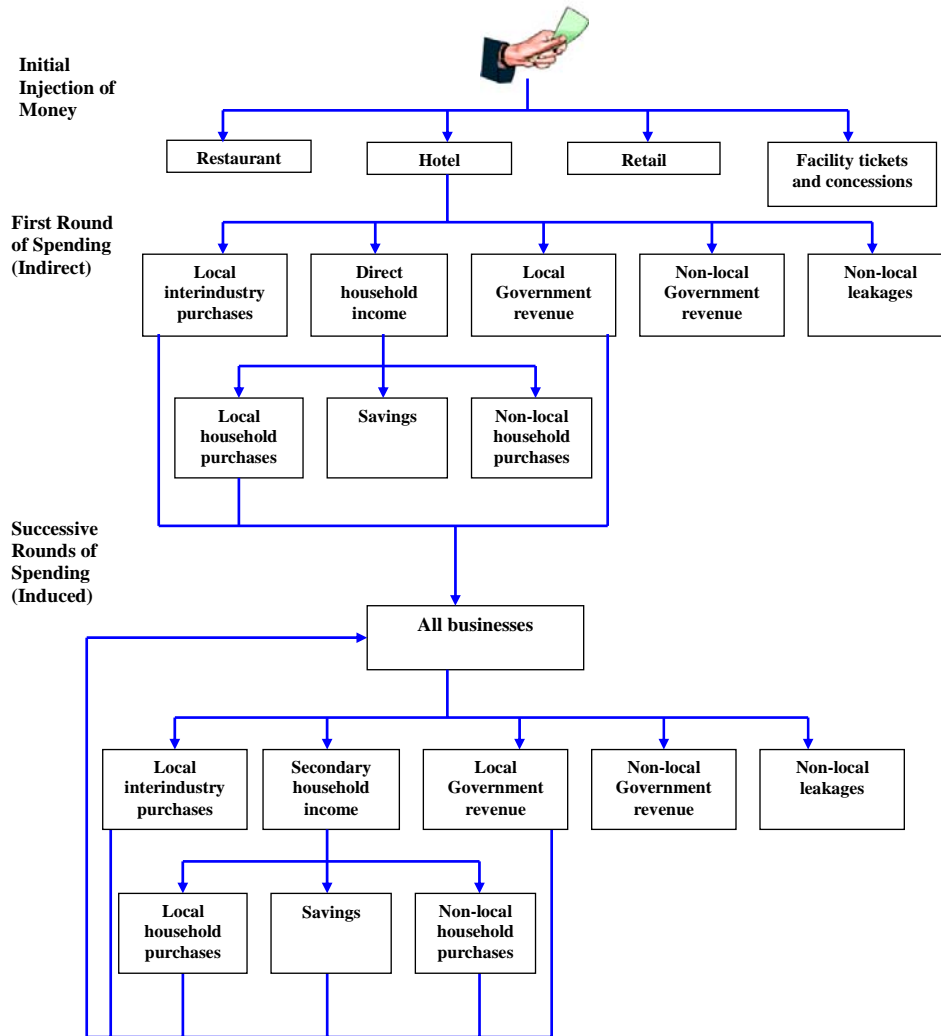 Initial
Injection of
Money
Restaurant
Hotel
Retail
Facility tickets
and concessions
First Round
of Spending
(Indirect)
Local
interindustry
purchases
Direct
household
income
Local
Government
revenue
Non-local
Government
revenue
Non-local
leakages
Local
household
purchases
Savings
Non-local
household
purchases
Successive
Rounds of
Spending
(Induced)
All businesses
Local
interindustry
purchases
Secondary
household
income
Local
Government
revenue
Non-local
Government
revenue
Non-local
leakages
Local
household
purchases
Savings
Non-local
household
purchases